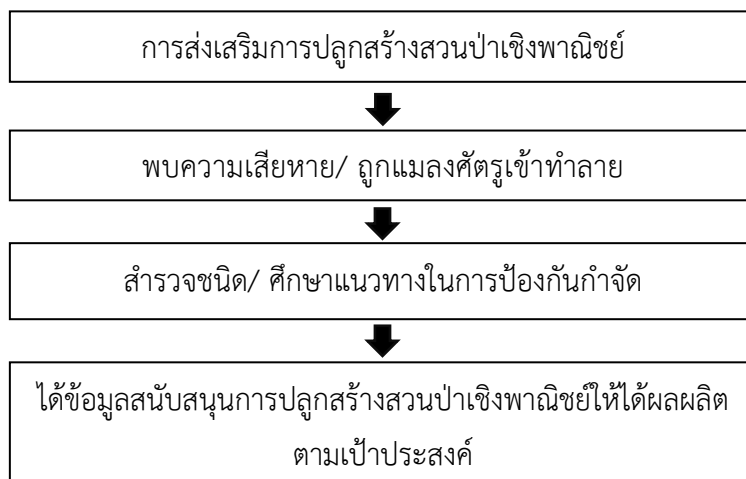 การส่งเสริมการปลูกสร้างสวนป่าเชิงพาณิชย์
พบความเสียหาย/ ถูกแมลงศัตรูเข้าทำลาย
สำรวจชนิด/ ศึกษาแนวทางในการป้องกันกำจัด
ได้ข้อมูลสนับสนุนการปลูกสร้างสวนป่าเชิงพาณิชย์ให้ได้ผลผลิต
ตามเป้าประสงค์